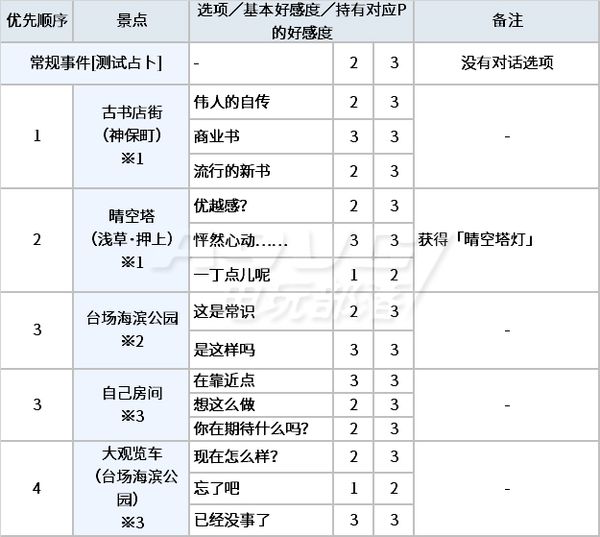 优先顺序 景点 选项／基本好感度／持有对应P的好感度 备注
常规事件[测试占卜] - 2 3 没有对话选项
1 古书店街（神保町）※1 伟人的自传 2 3 -
商业书 3 3
流行的新书 2 3
2 晴空塔（浅草·押上）※1 优越感？ 2 3 获得「晴空塔灯」
怦然心动…… 3 3
一丁点儿呢 1 2
3 台场海滨公园※2 这是常识 2 3 -
是这样吗 3 3
3 自己房间※3 在靠近点 3 3 -
想这么做 2 3
你在期待什么吗？ 2 3
4 大观览车（台场海滨公园）※3 现在怎么样？ 2 3 -
忘了吧 1 2
已经没事了 3 3
电玩部落